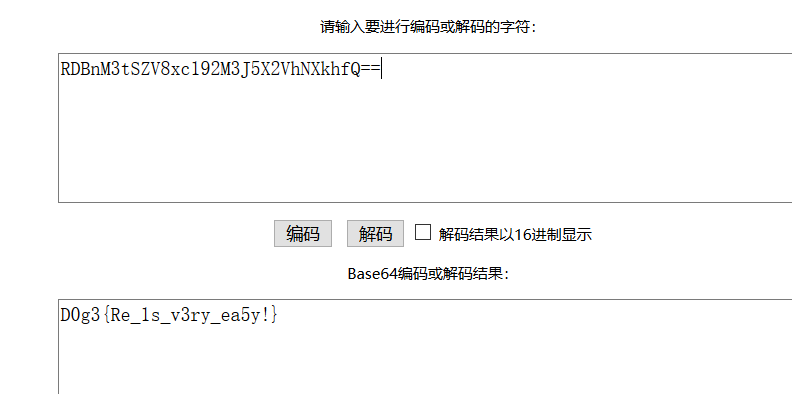 请输入要进行编码或解码的字符：
RDBnM3tSZV8xc192M3J5X2VhNXkhfQ==
编码 解码 解码结果以16进制显示
Base64编码或解码结果：
D0g3{Re_1s_v3ry_ea5y!}